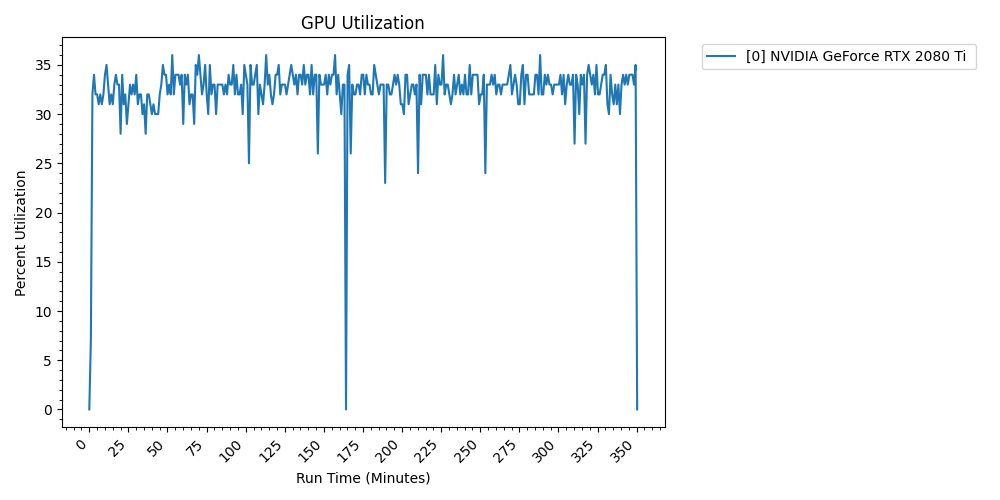 GPU Utilization
[0] NVIDIA GeForce RTX 2080 Ti
Percent Utilization
35
30
25
20
15
10
5
0
0 25 50 75 100 125 150 175 200 225 250 275 300 325 350
Run Time (Minutes)